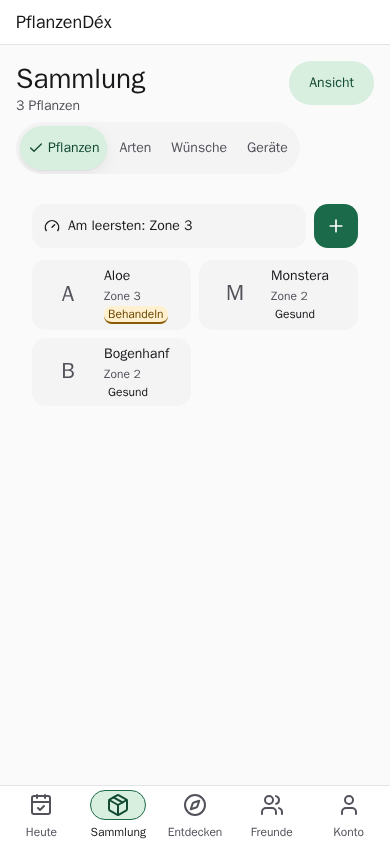 PflanzenDéx
Sammlung
3 Pflanzen
Ansicht
Pflanzen
Arten
Wünsche
Geräte
Am leersten: Zone 3
A
Aloe
Zone 3
Behandeln
M
Monstera
Zone 2
Gesund
B
Bogenhanf
Zone 2
Gesund
Heute
Sammlung
Entdecken
Freunde
Konto